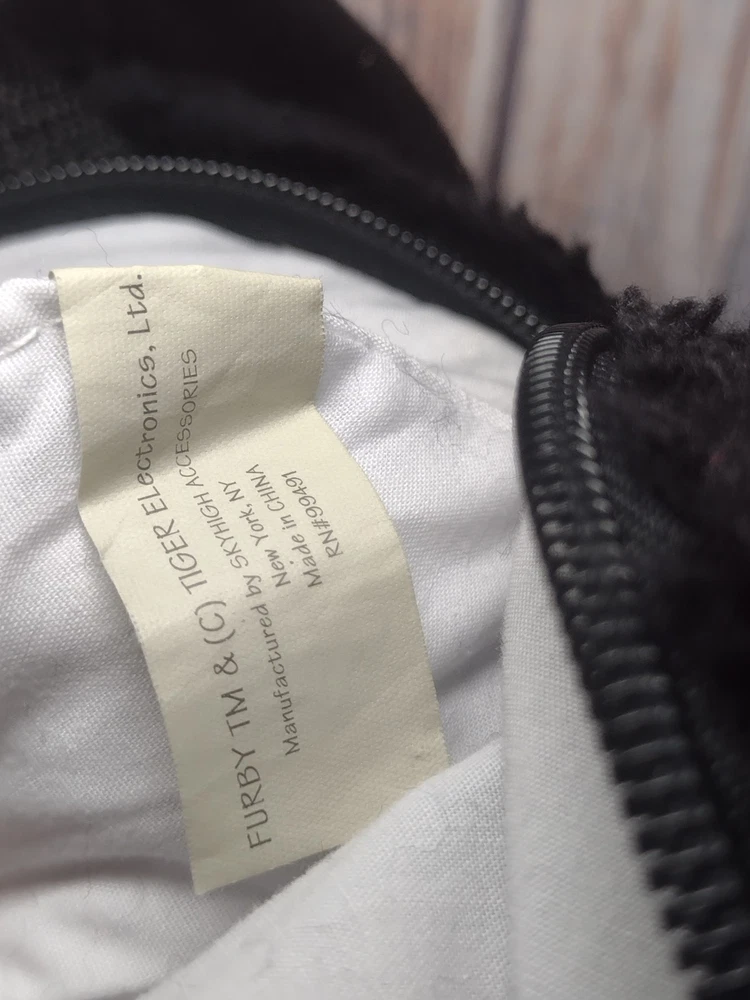 FURBY TM & (C) TIGER ELectronics, Ltd.
Manufactured by SKYHIGH ACCESSORIES
New York, NY
Made in CHINA
RN#99491